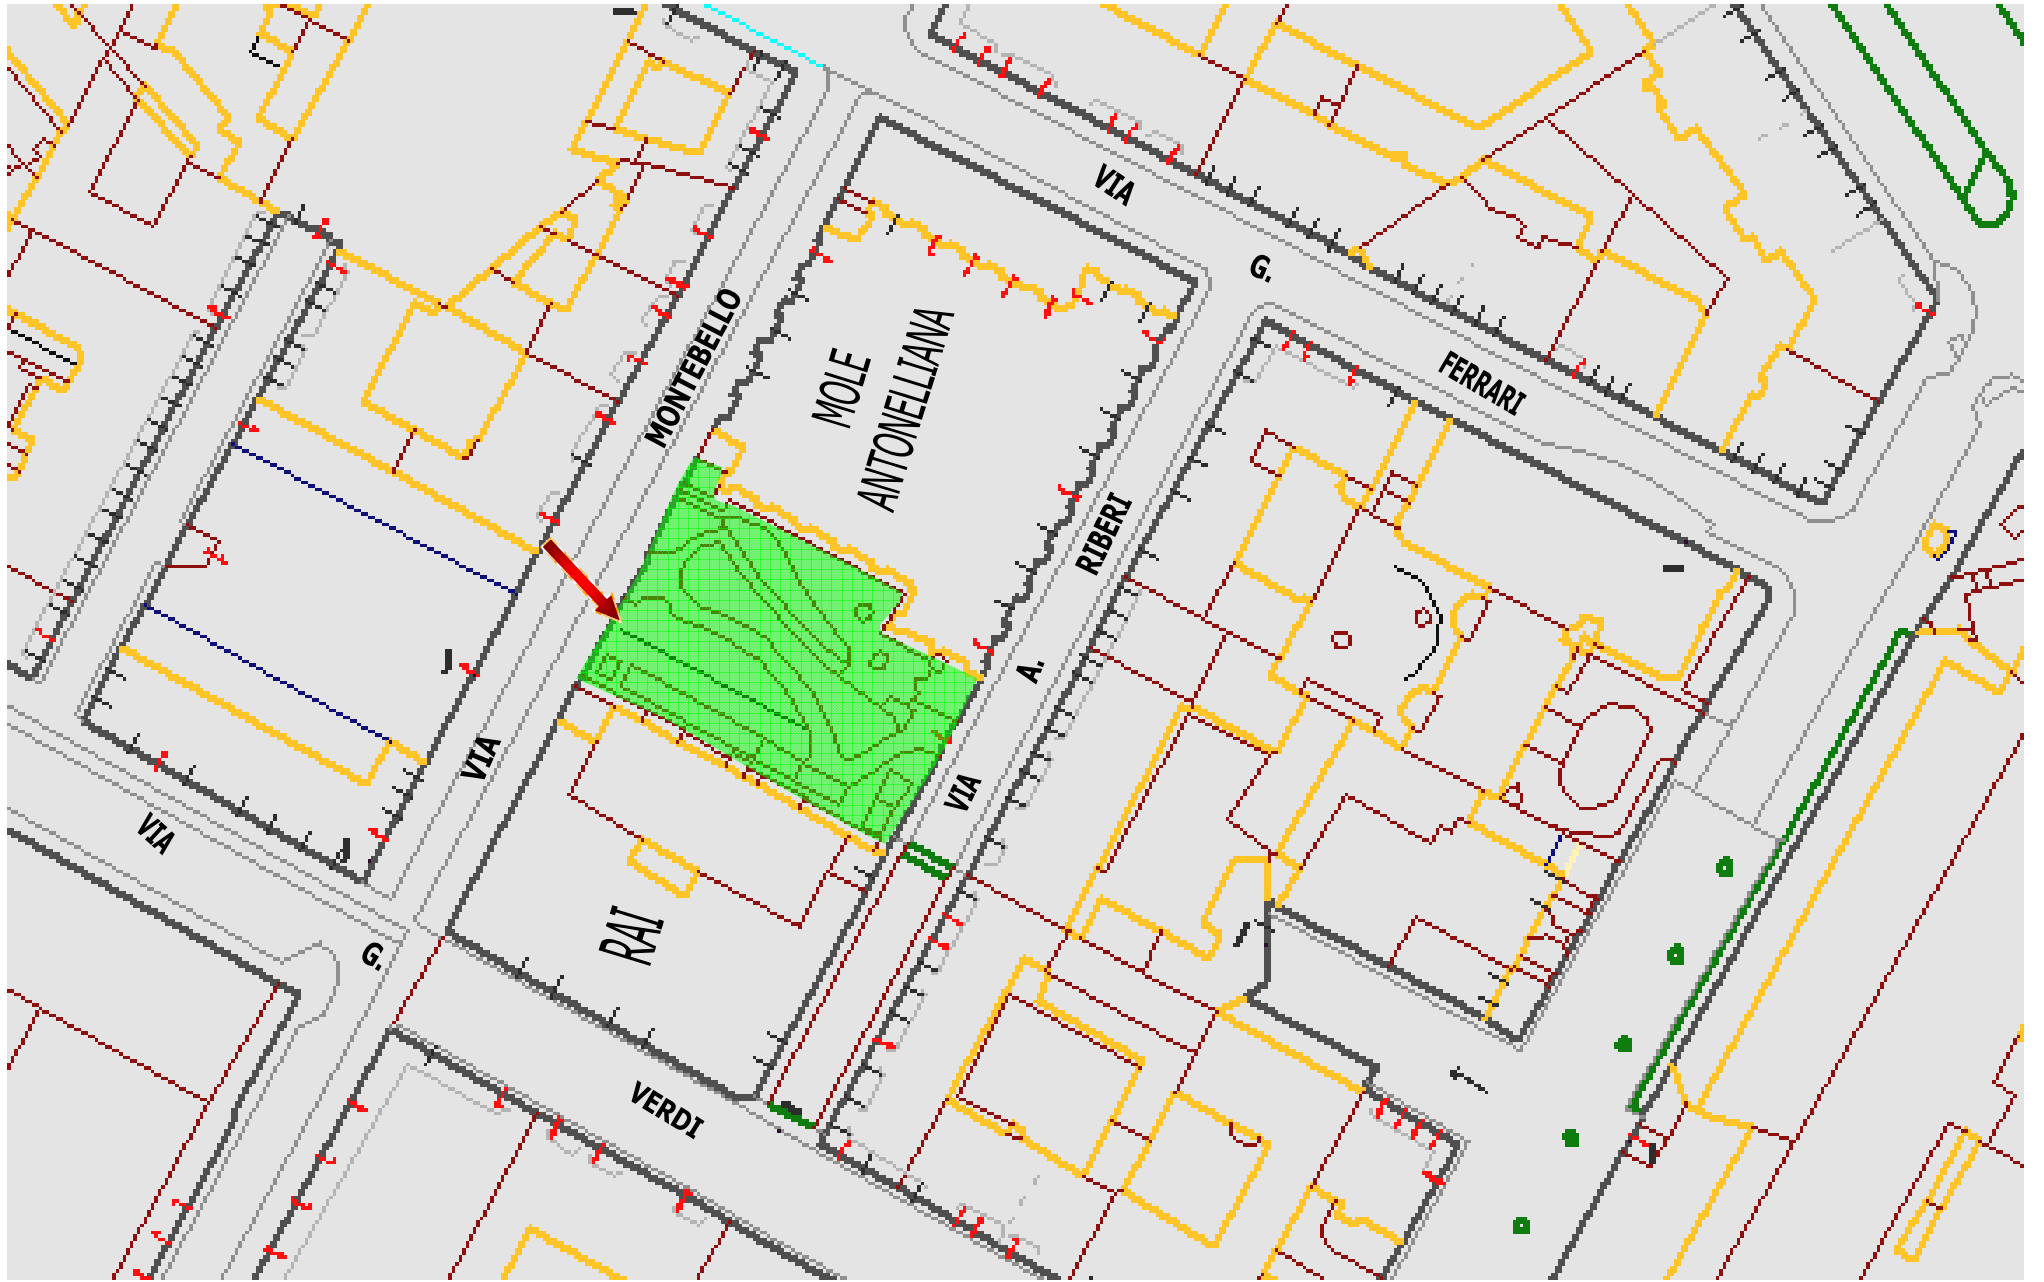 VIA
G.
FERRARI
MONTEBELLO
VIA
MOLE
ANTONELLIANA
RIBERI
A.
VIA
VIA
G.
VERDI
RAI